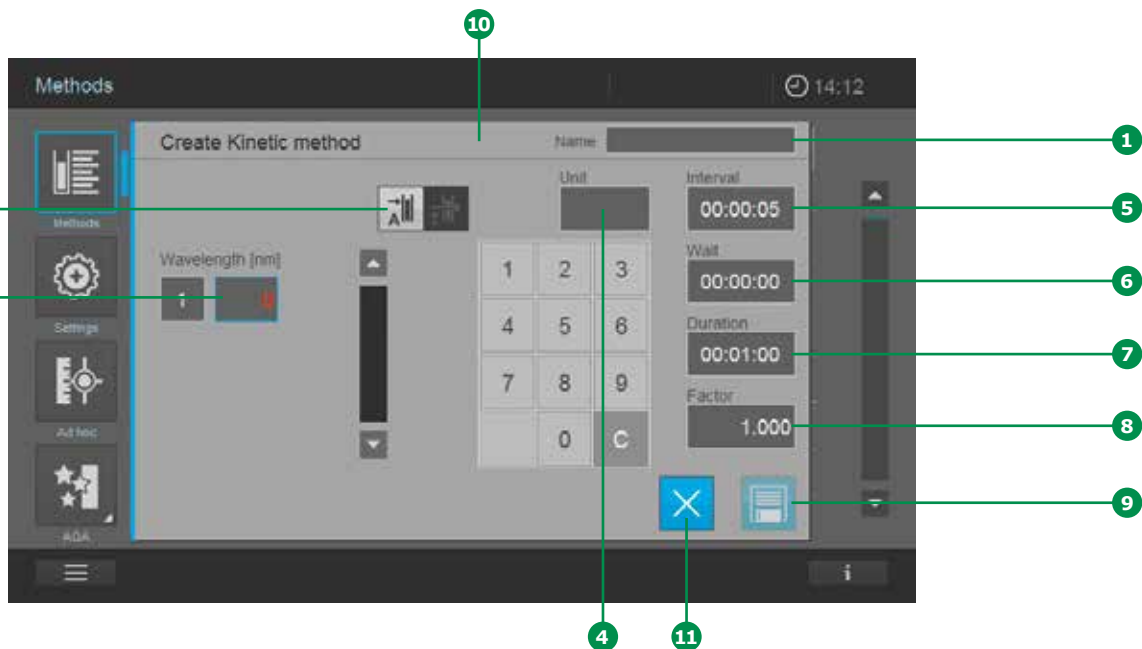 10
Methods 14:12
Create Kinetic method Name 1
Unit Interval
A 00:00:05 5
Methods
Wavelength [nm] 1 2 3 Wait
1 00:00:00 6
Settings 4 5 6 Duration
00:01:00 7
7 8 9 Factor
Ad hoc 1.000 8
0 C
9
AQA
i
4 11